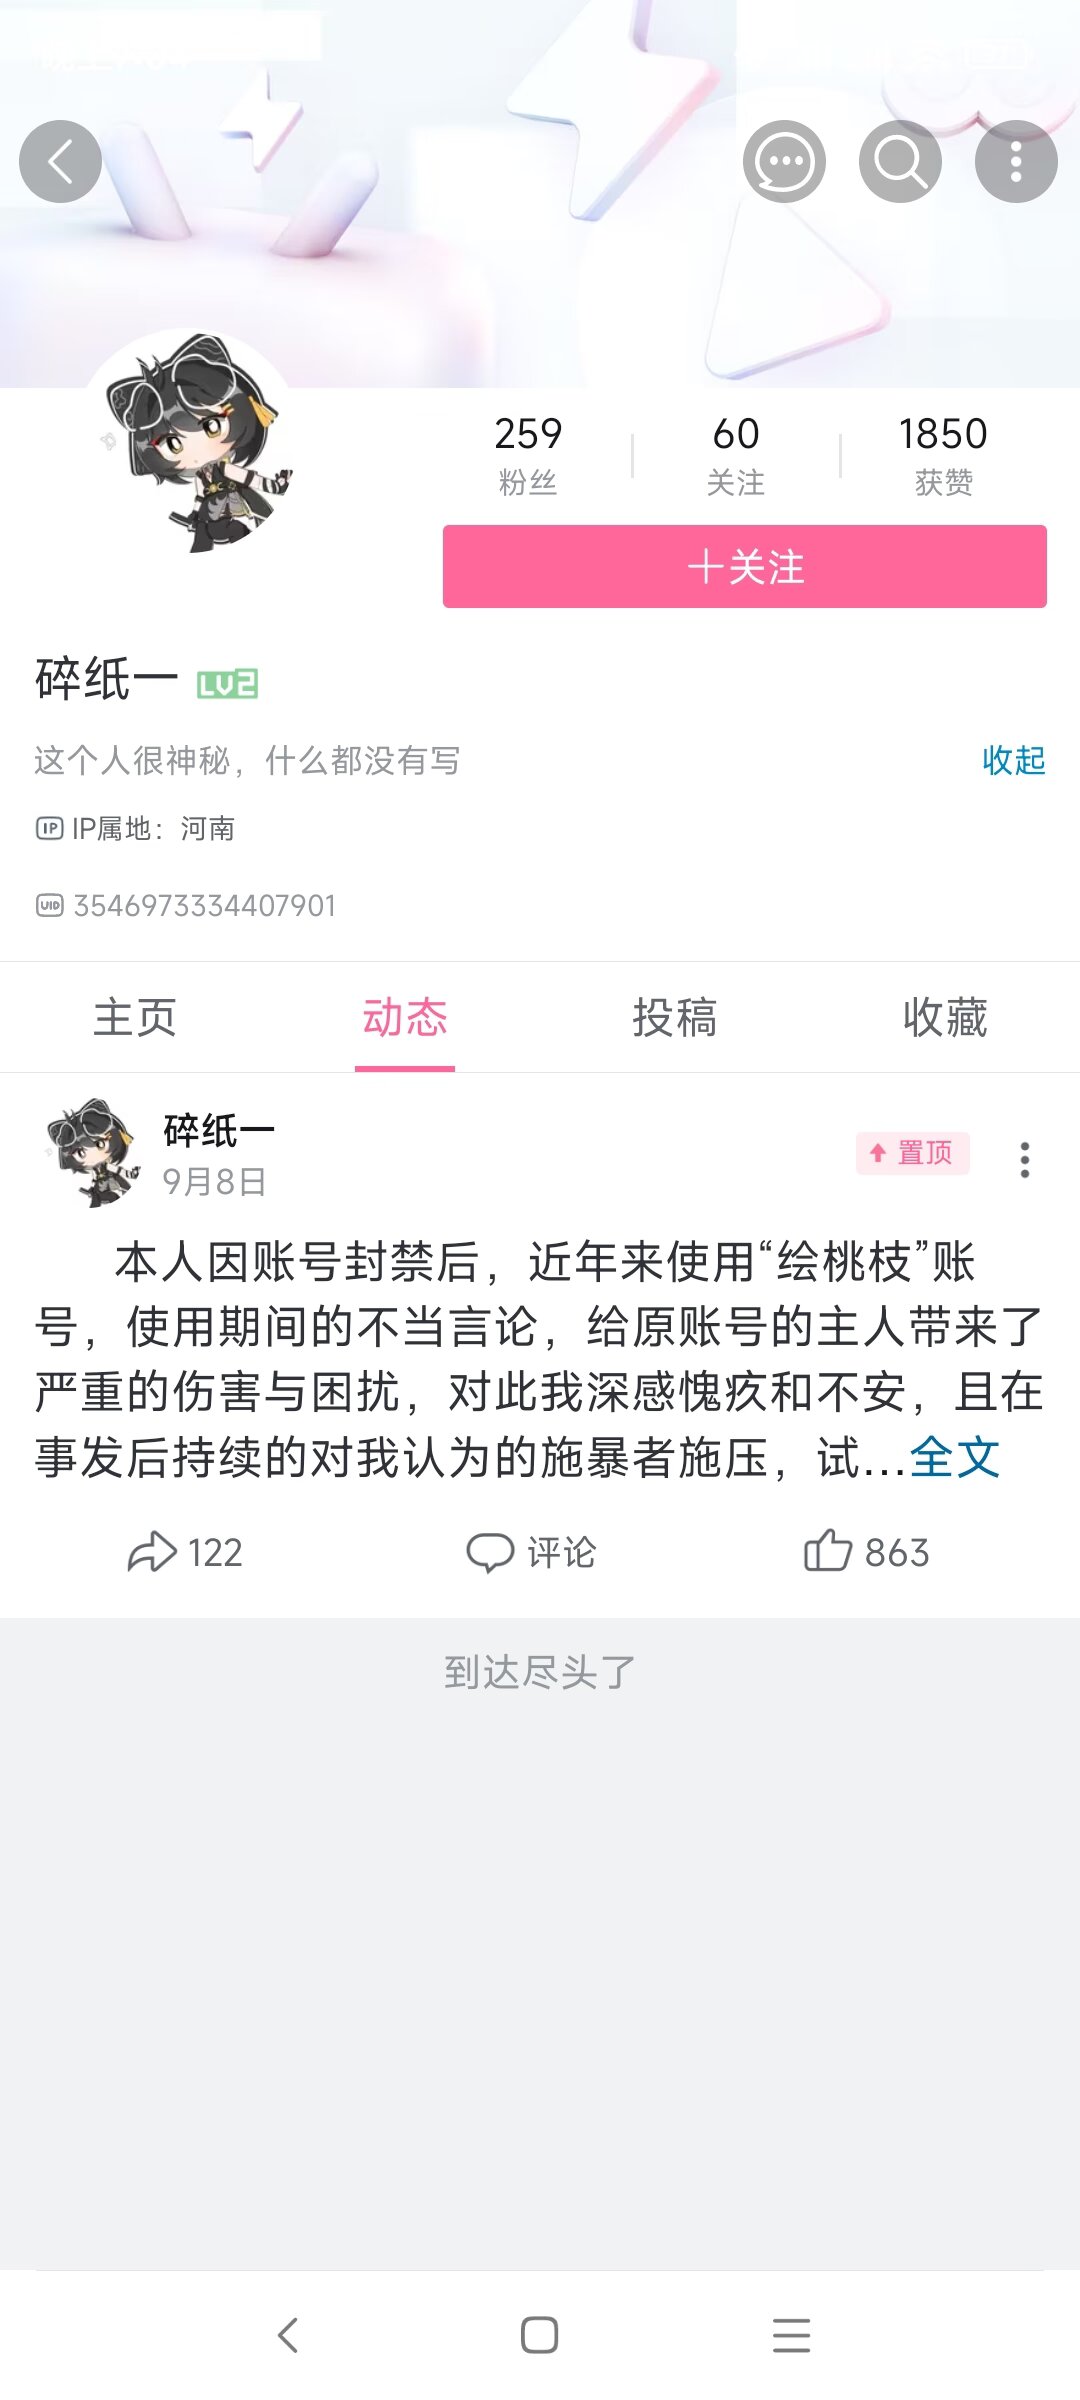 259
60
1850
粉丝
关注
获赞
关注
碎纸一 LV2
这个人很神秘，什么都没有写
收起
IP IP属地：河南
UID 3546973334407901
主页
动态
投稿
收藏
碎纸一
9月8日
置顶
本人因账号封禁后，近年来使用“绘桃枝”账
号，使用期间的不当言论，给原账号的主人带来了
严重的伤害与困扰，对此我深感愧疚和不安，且在
事发后持续的对我认为的施暴者施压，试...全文
122
评论
863
到达尽头了